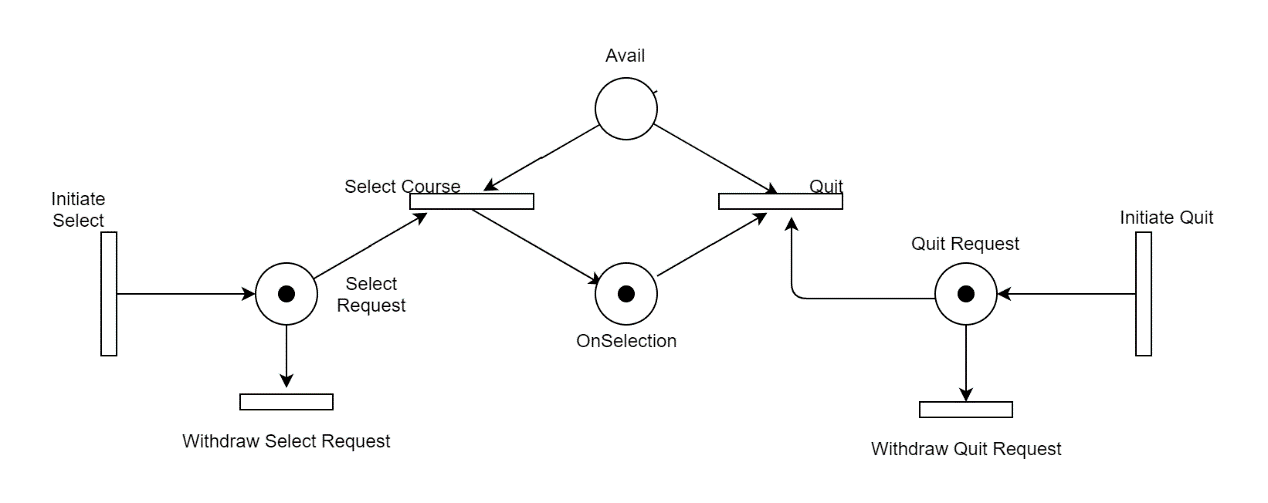 Avail
Select Course
Quit
Initiate
Select
Initiate Quit
Quit Request
Select
Request
OnSelection
Withdraw Select Request
Withdraw Quit Request